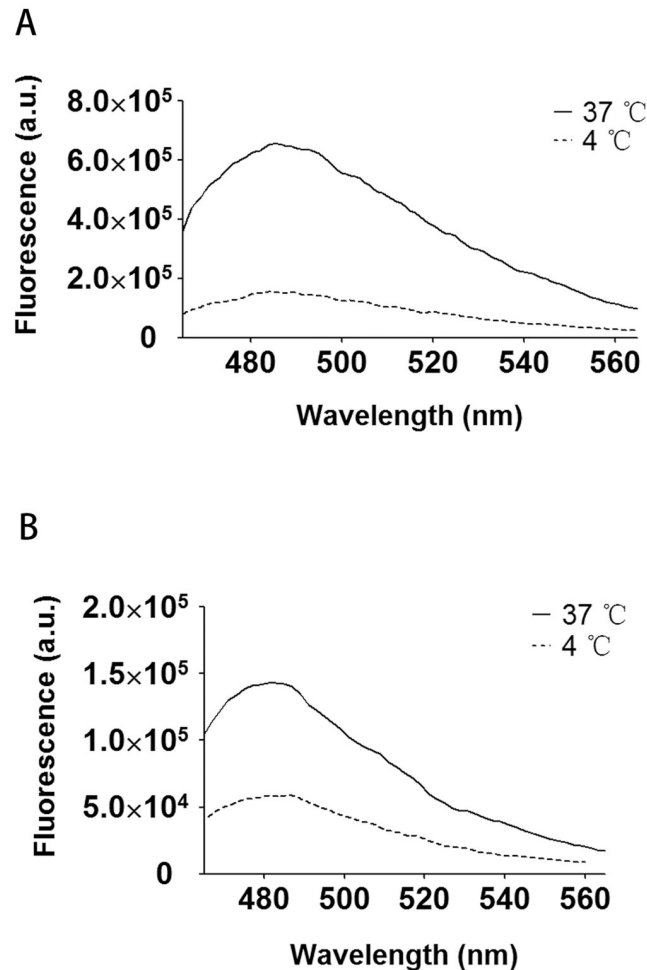 A
Fluorescence (a.u.)
8.0×10⁵
6.0×10⁵
4.0×10⁵
2.0×10⁵
0
37 ℃
4 ℃
480 500 520 540 560
Wavelength (nm)
B
Fluorescence (a.u.)
2.0×10⁵
1.5×10⁵
1.0×10⁵
5.0×10⁴
0
37 ℃
4 ℃
480 500 520 540 560
Wavelength (nm)